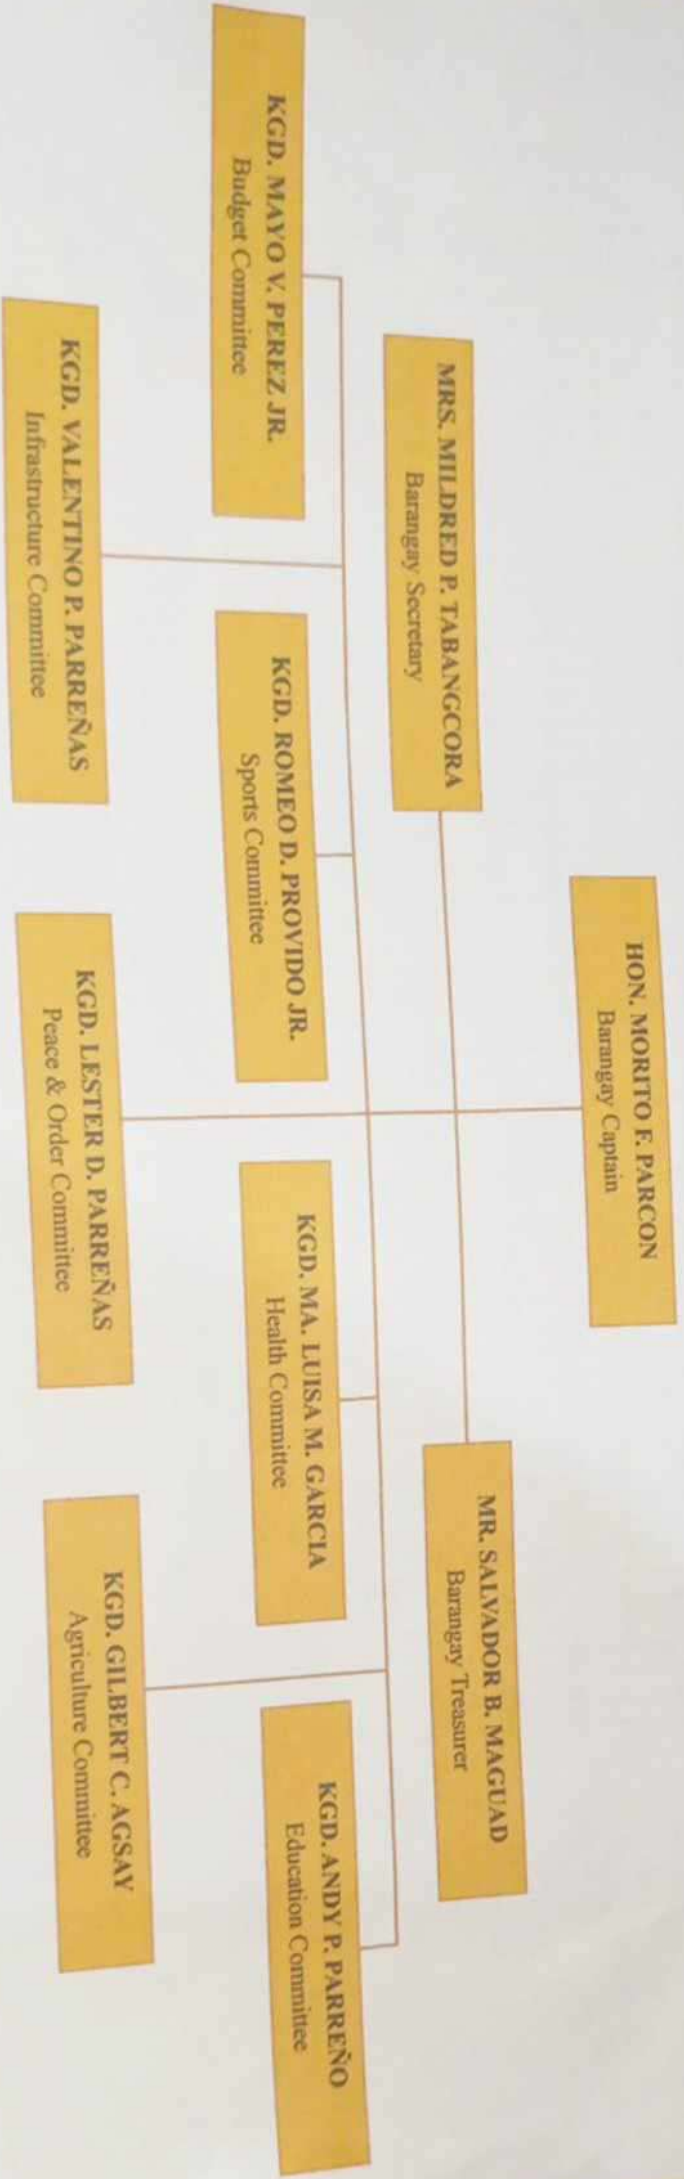 HON. MORITO F. PARCON
Barangay Captain
MRS. MILDRED P. TABANGCORA
Barangay Secretary
MR. SALVADOR B. MAGUAD
Barangay Treasurer
KGD. MAYO V. PEREZ JR.
Budget Committee
KGD. ROMEO D. PROVIDO JR.
Sports Committee
KGD. MA. LUISA M. GARCIA
Health Committee
KGD. ANDY P. PARREÑO
Education Committee
KGD. VALENTINO P. PARREÑAS
Infrastructure Committee
KGD. LESTER D. PARREÑAS
Peace & Order Committee
KGD. GILBERT C. AGSAY
Agriculture Committee